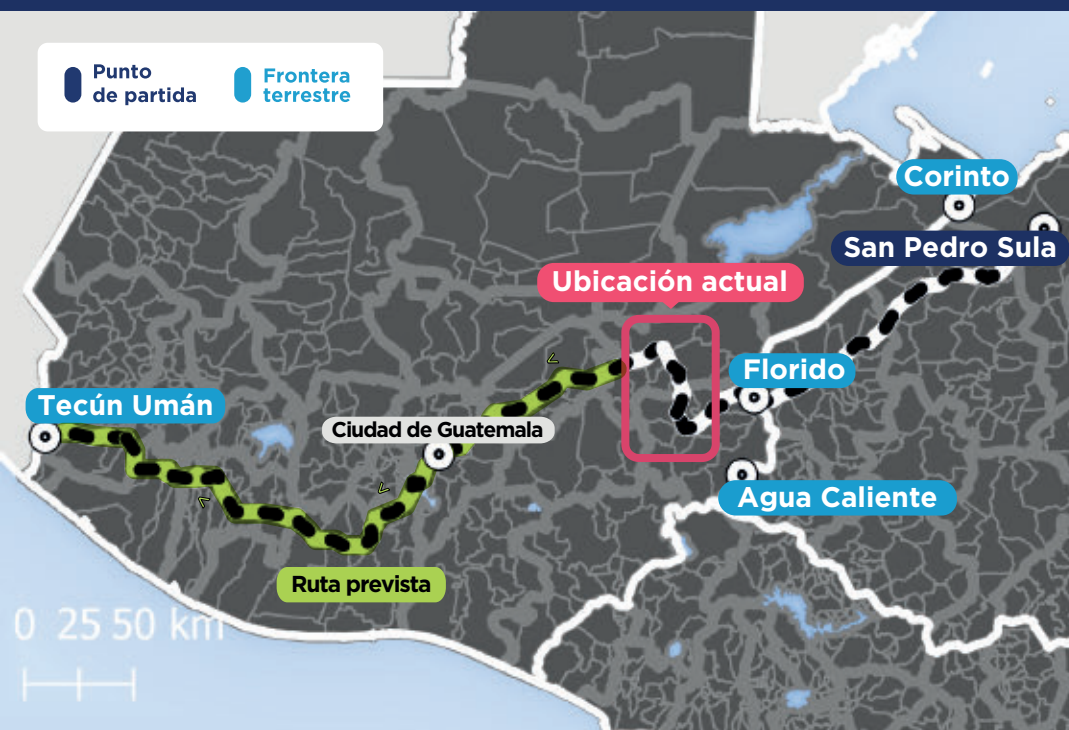 Punto
de partida
Frontera
terrestre
Corinto
San Pedro Sula
Ubicación actual
Florido
Tecún Umán
Ciudad de Guatemala
Agua Caliente
Ruta prevista
0 25 50 km